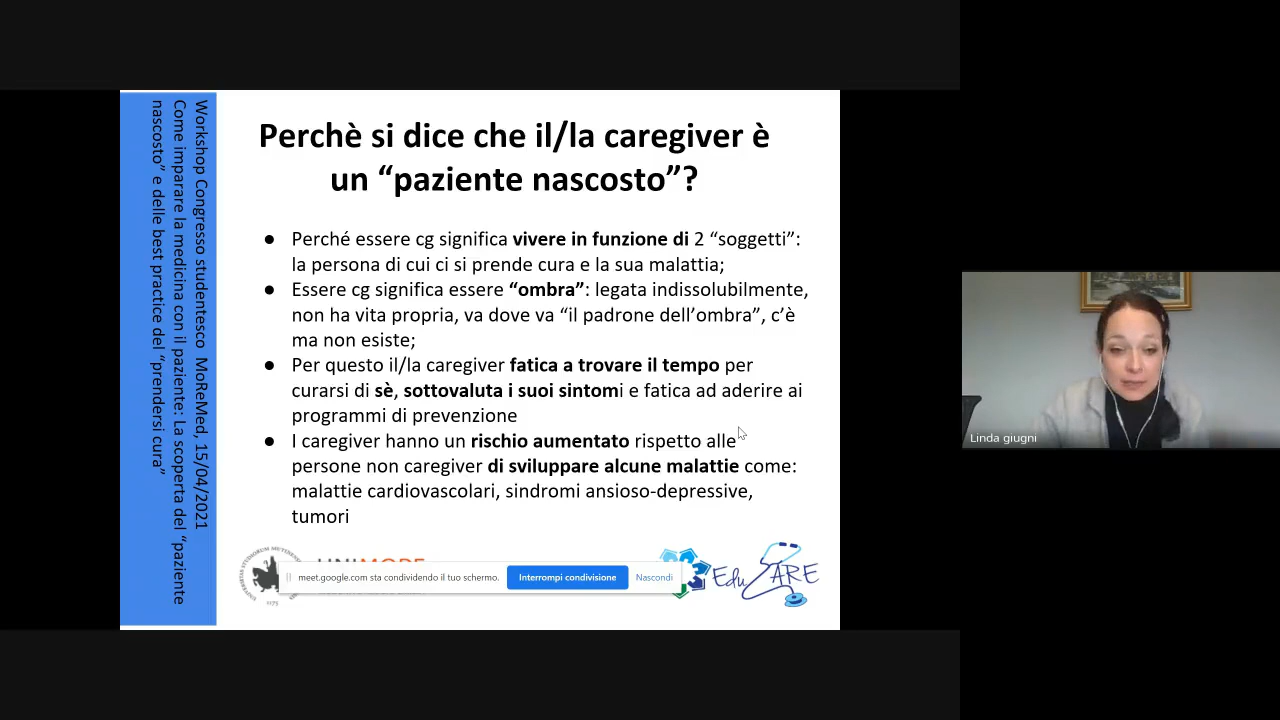 Workshop Congresso studentesco MoReMed, 15/04/2021
Come imparare la medicina con il paziente: La scoperta del “paziente
nascosto” e delle best practice del “prendersi cura”
Perchè si dice che il/la caregiver è
un “paziente nascosto”?
● Perché essere cg significa vivere in funzione di 2 “soggetti”:
la persona di cui ci si prende cura e la sua malattia;
● Essere cg significa essere “ombra”: legata indissolubilmente,
non ha vita propria, va dove va “il padrone dell’ombra”, c’è
ma non esiste;
● Per questo il/la caregiver fatica a trovare il tempo per
curarsi di sè, sottovaluta i suoi sintomi e fatica ad aderire ai
programmi di prevenzione
● I caregiver hanno un rischio aumentato rispetto alle
persone non caregiver di sviluppare alcune malattie come:
malattie cardiovascolari, sindromi ansioso-depressive,
tumori
UNIMORE
1175
meet.google.com sta condividendo il tuo schermo.
Interrompi condivisione
Nascondi
EduCARE
Linda giugni